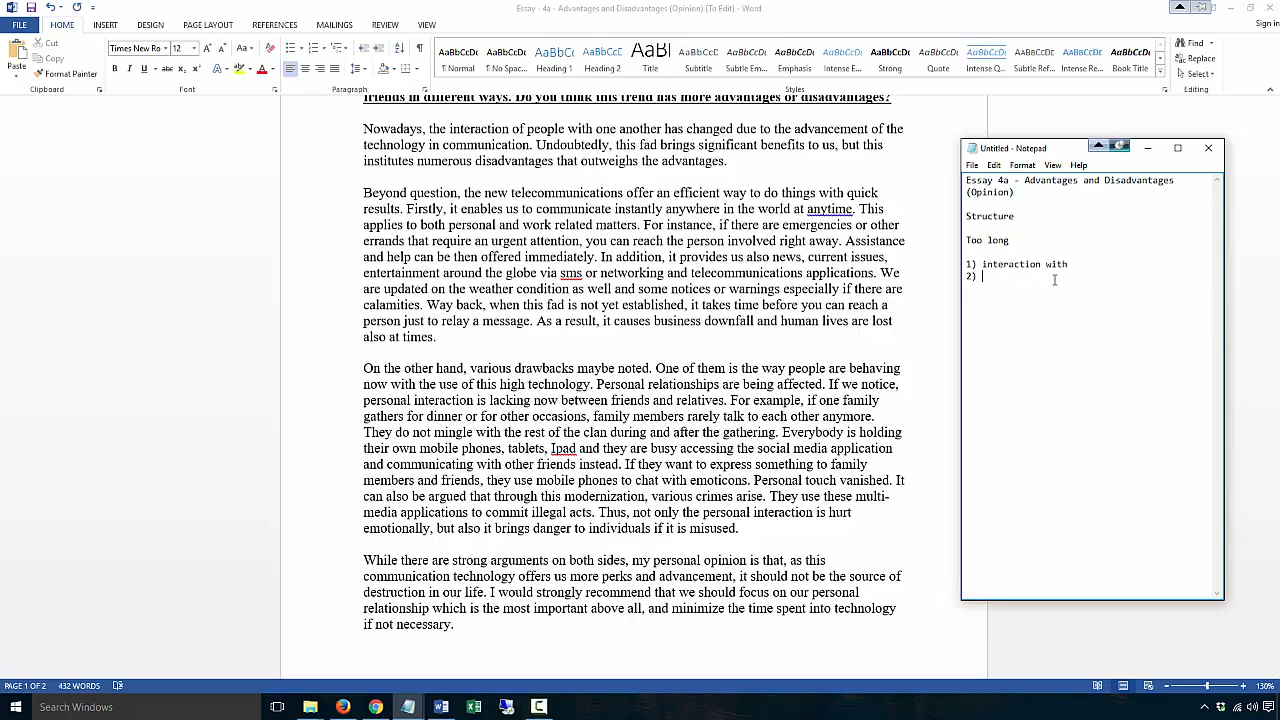 Essay - 4a - Advantages and Disadvantages (Opinion) (To Edit) - Word
FILE HOME INSERT DESIGN PAGE LAYOUT REFERENCES MAILINGS REVIEW VIEW
Sign in
Paste
Cut
Copy
Format Painter
Clipboard
Times New Ro 12
Font
Paragraph
AaBbCcDc AaBbCcDc AaBbC AaBbCc AaBl AaBbCcD AaBbCcDt AaBbCcDt AaBbCcDt AaBbCcDc AaBbCcDt AaBbCcDt AaBbCcDt AaBbCcDt
¶ Normal ¶ No Spac... Heading 1 Heading 2 Title Subtitle Subtle Em... Emphasis Intense E... Strong Quote Intense Q... Subtle Ref... Intense Re... Book Title
Styles
Find
Replace
Select
Editing
friends in different ways. Do you think this trend has more advantages or disadvantages?
Nowadays, the interaction of people with one another has changed due to the advancement of the
technology in communication. Undoubtedly, this fad brings significant benefits to us, but this
institutes numerous disadvantages that outweighs the advantages.
Beyond question, the new telecommunications offer an efficient way to do things with quick
results. Firstly, it enables us to communicate instantly anywhere in the world at anytime. This
applies to both personal and work related matters. For instance, if there are emergencies or other
errands that require an urgent attention, you can reach the person involved right away. Assistance
and help can be then offered immediately. In addition, it provides us also news, current issues,
entertainment around the globe via sms or networking and telecommunications applications. We
are updated on the weather condition as well and some notices or warnings especially if there are
calamities. Way back, when this fad is not yet established, it takes time before you can reach a
person just to relay a message. As a result, it causes business downfall and human lives are lost
also at times.
On the other hand, various drawbacks maybe noted. One of them is the way people are behaving
now with the use of this high technology. Personal relationships are being affected. If we notice,
personal interaction is lacking now between friends and relatives. For example, if one family
gathers for dinner or for other occasions, family members rarely talk to each other anymore.
They do not mingle with the rest of the clan during and after the gathering. Everybody is holding
their own mobile phones, tablets, Ipad and they are busy accessing the social media application
and communicating with other friends instead. If they want to express something to family
members and friends, they use mobile phones to chat with emoticons. Personal touch vanished. It
can also be argued that through this modernization, various crimes arise. They use these multi-
media applications to commit illegal acts. Thus, not only the personal interaction is hurt
emotionally, but also it brings danger to individuals if it is misused.
While there are strong arguments on both sides, my personal opinion is that, as this
communication technology offers us more perks and advancement, it should not be the source of
destruction in our life. I would strongly recommend that we should focus on our personal
relationship which is the most important above all, and minimize the time spent into technology
if not necessary.
Untitled - Notepad
File Edit Format View Help
Essay 4a - Advantages and Disadvantages
(Opinion)
Structure
Too long
1) interaction with
2)
PAGE 1 OF 2 432 WORDS
130%
Search Windows